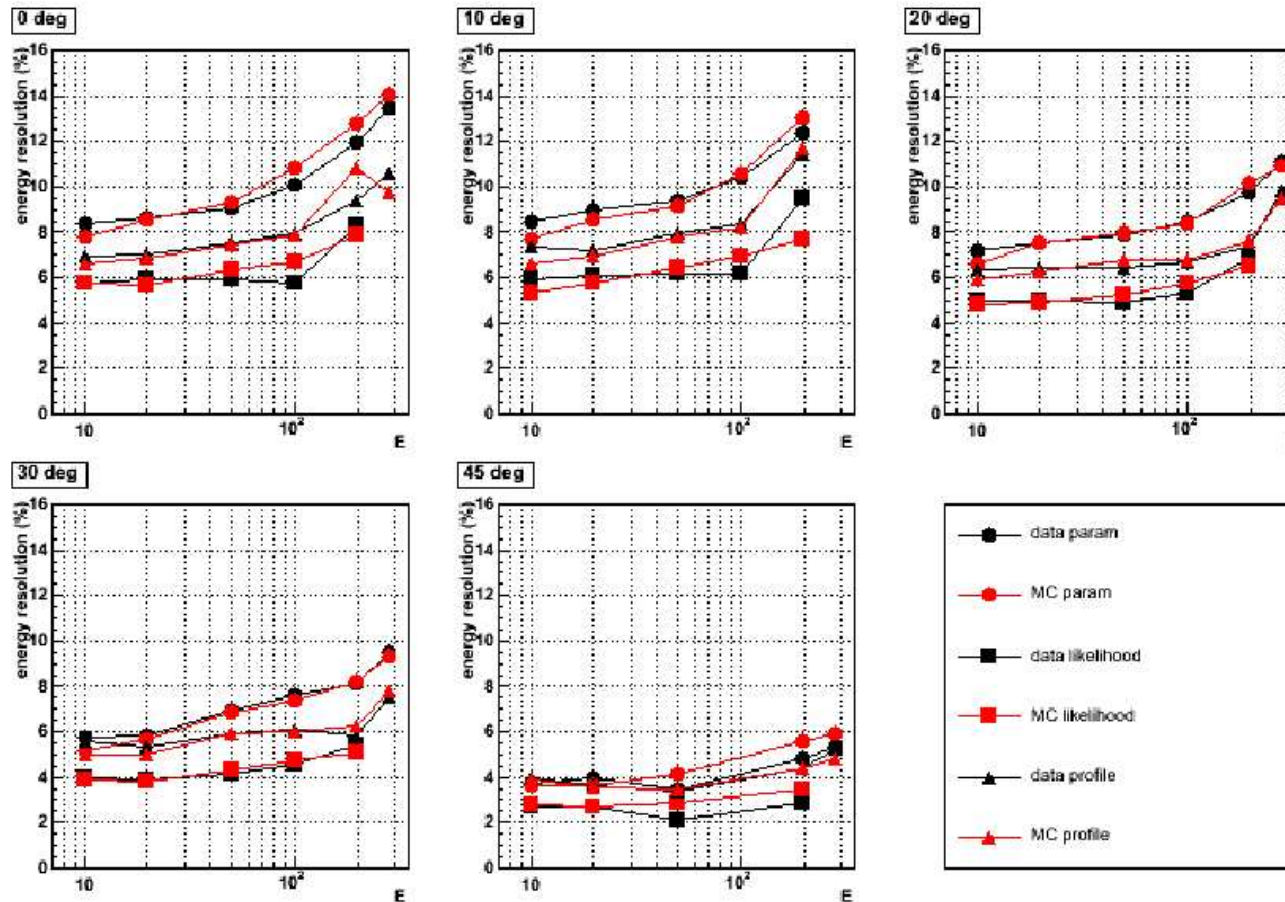 0 deg
energy resolution (%)
16
14
12
10
8
6
4
2
0
10
10²
E
10 deg
energy resolution (%)
16
14
12
10
8
6
4
2
0
10
10²
E
20 deg
energy resolution (%)
16
14
12
10
8
6
4
2
0
10
10²
30 deg
energy resolution (%)
16
14
12
10
8
6
4
2
0
10
10²
E
45 deg
energy resolution (%)
16
14
12
10
8
6
4
2
0
10
10²
E
data param
MC param
data likelihood
MC likelihood
data profile
MC profile